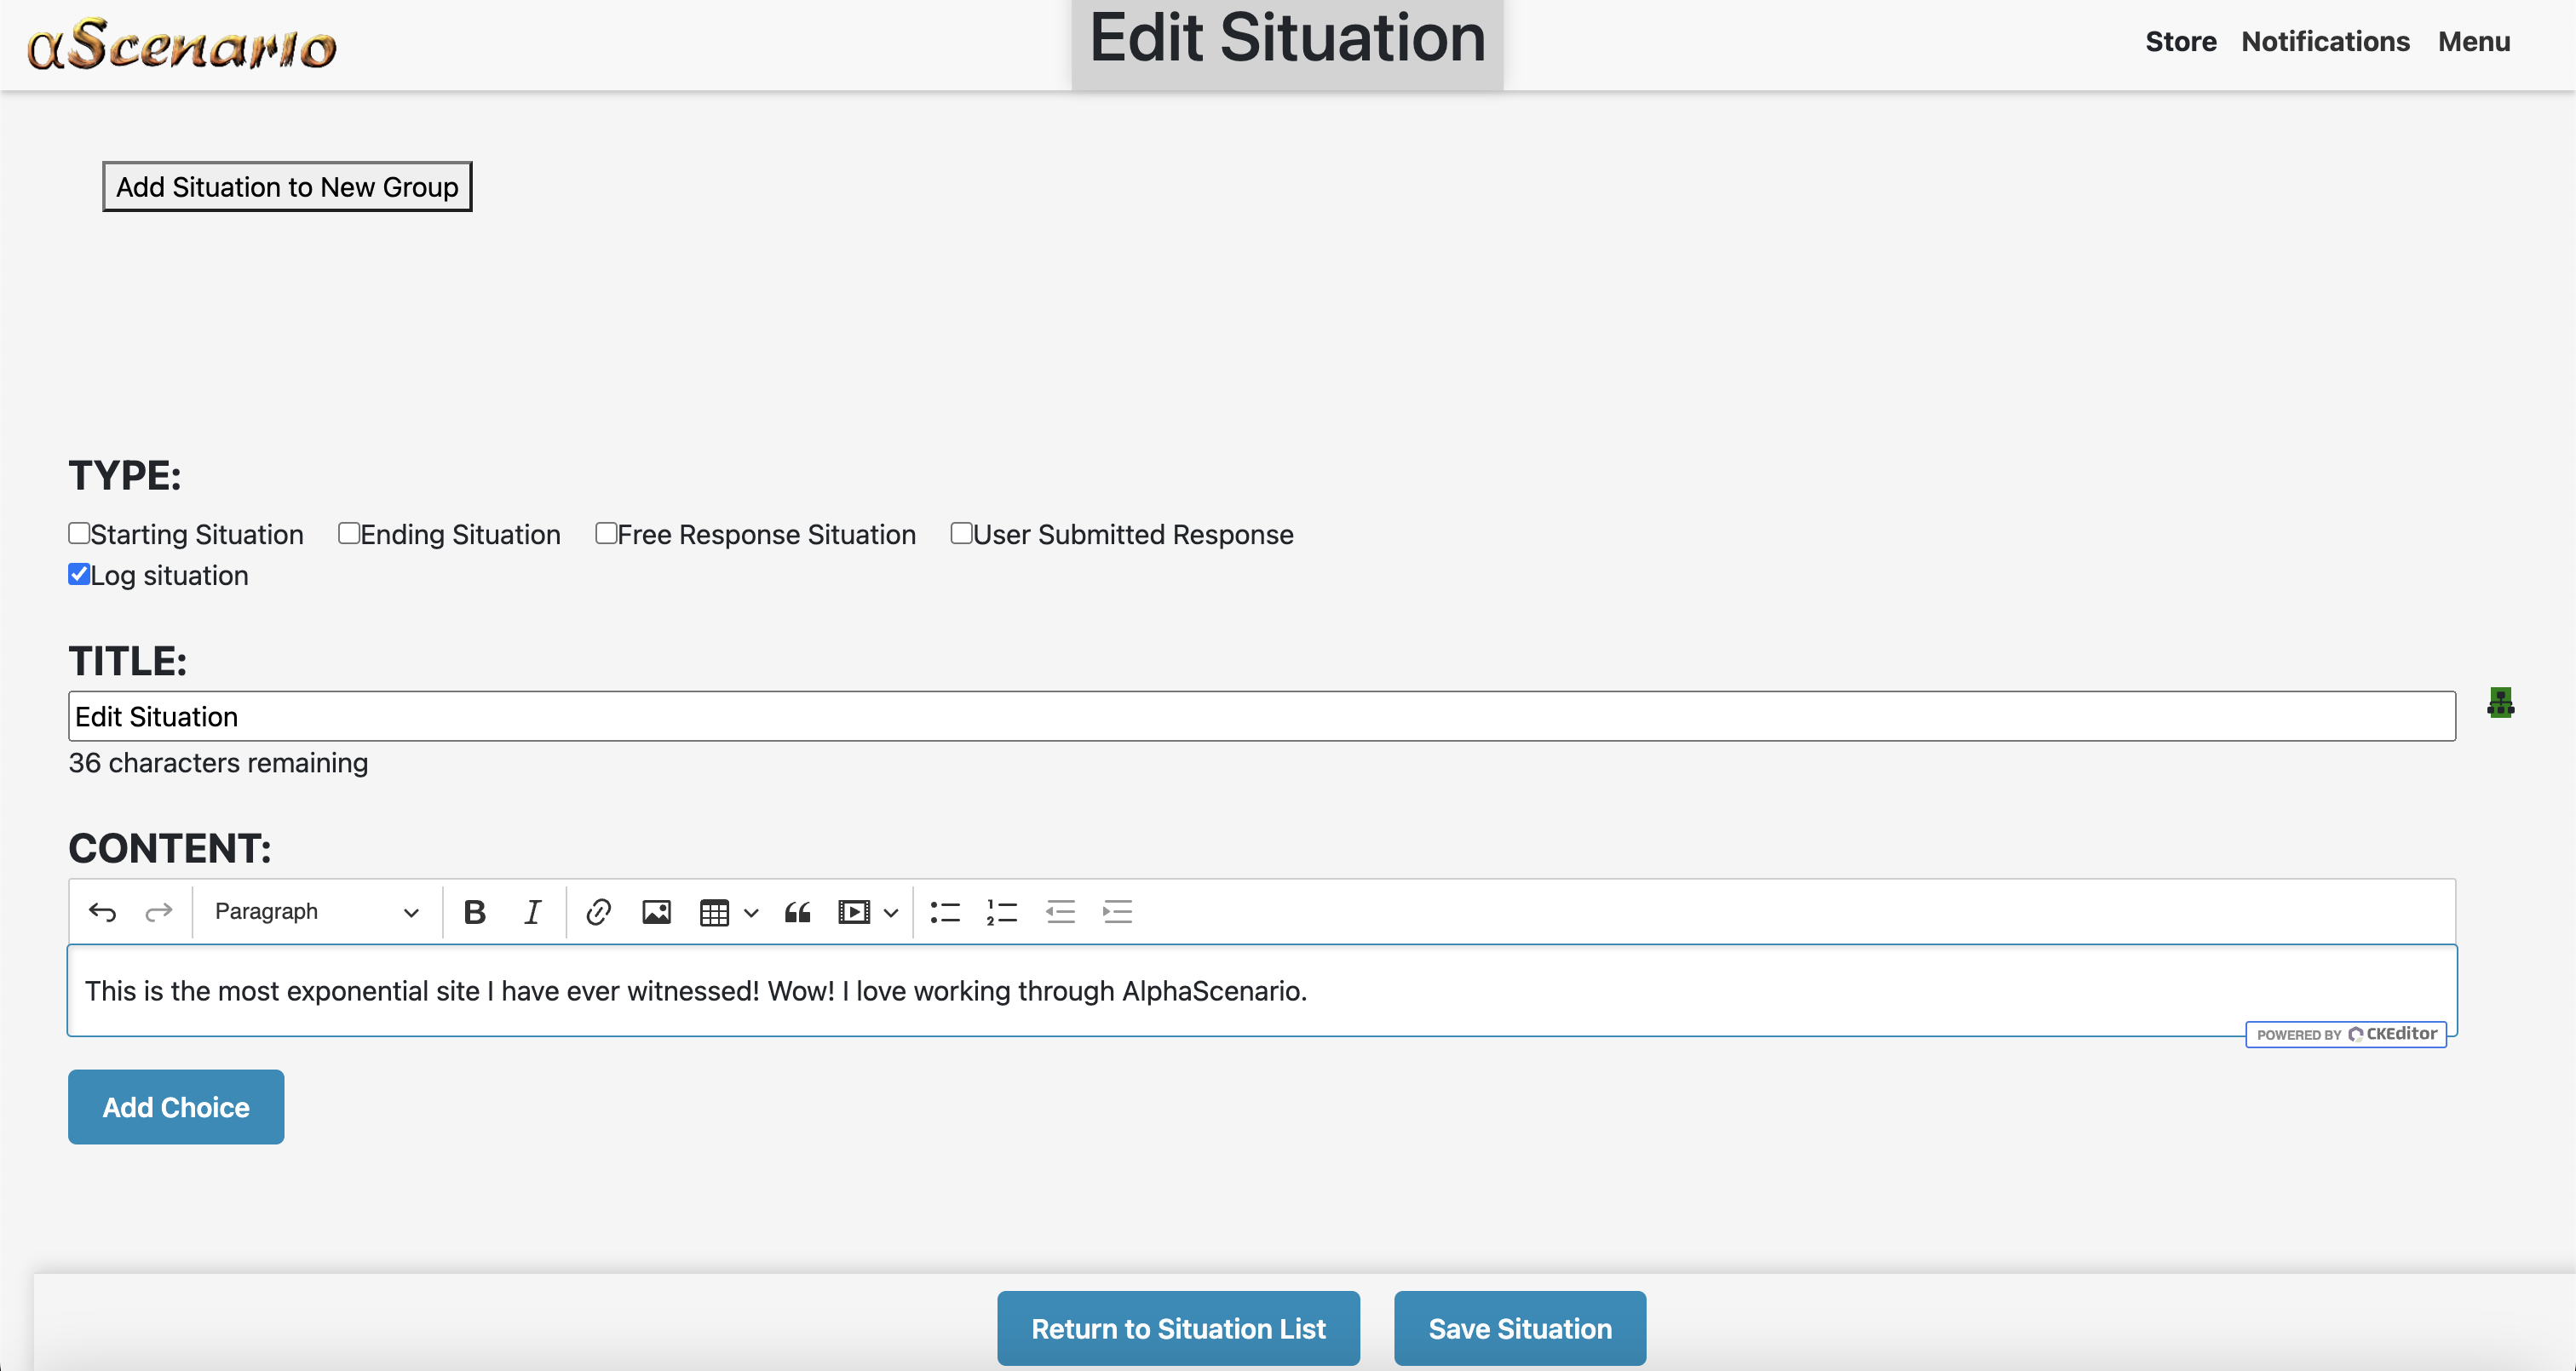 αScenario
Edit Situation
Store Notifications Menu
Add Situation to New Group
TYPE:
Starting Situation Ending Situation Free Response Situation User Submitted Response
Log situation
TITLE:
Edit Situation
36 characters remaining
CONTENT:
Paragraph B I
This is the most exponential site I have ever witnessed! Wow! I love working through AlphaScenario.
POWERED BY CKEditor
Add Choice
Return to Situation List Save Situation